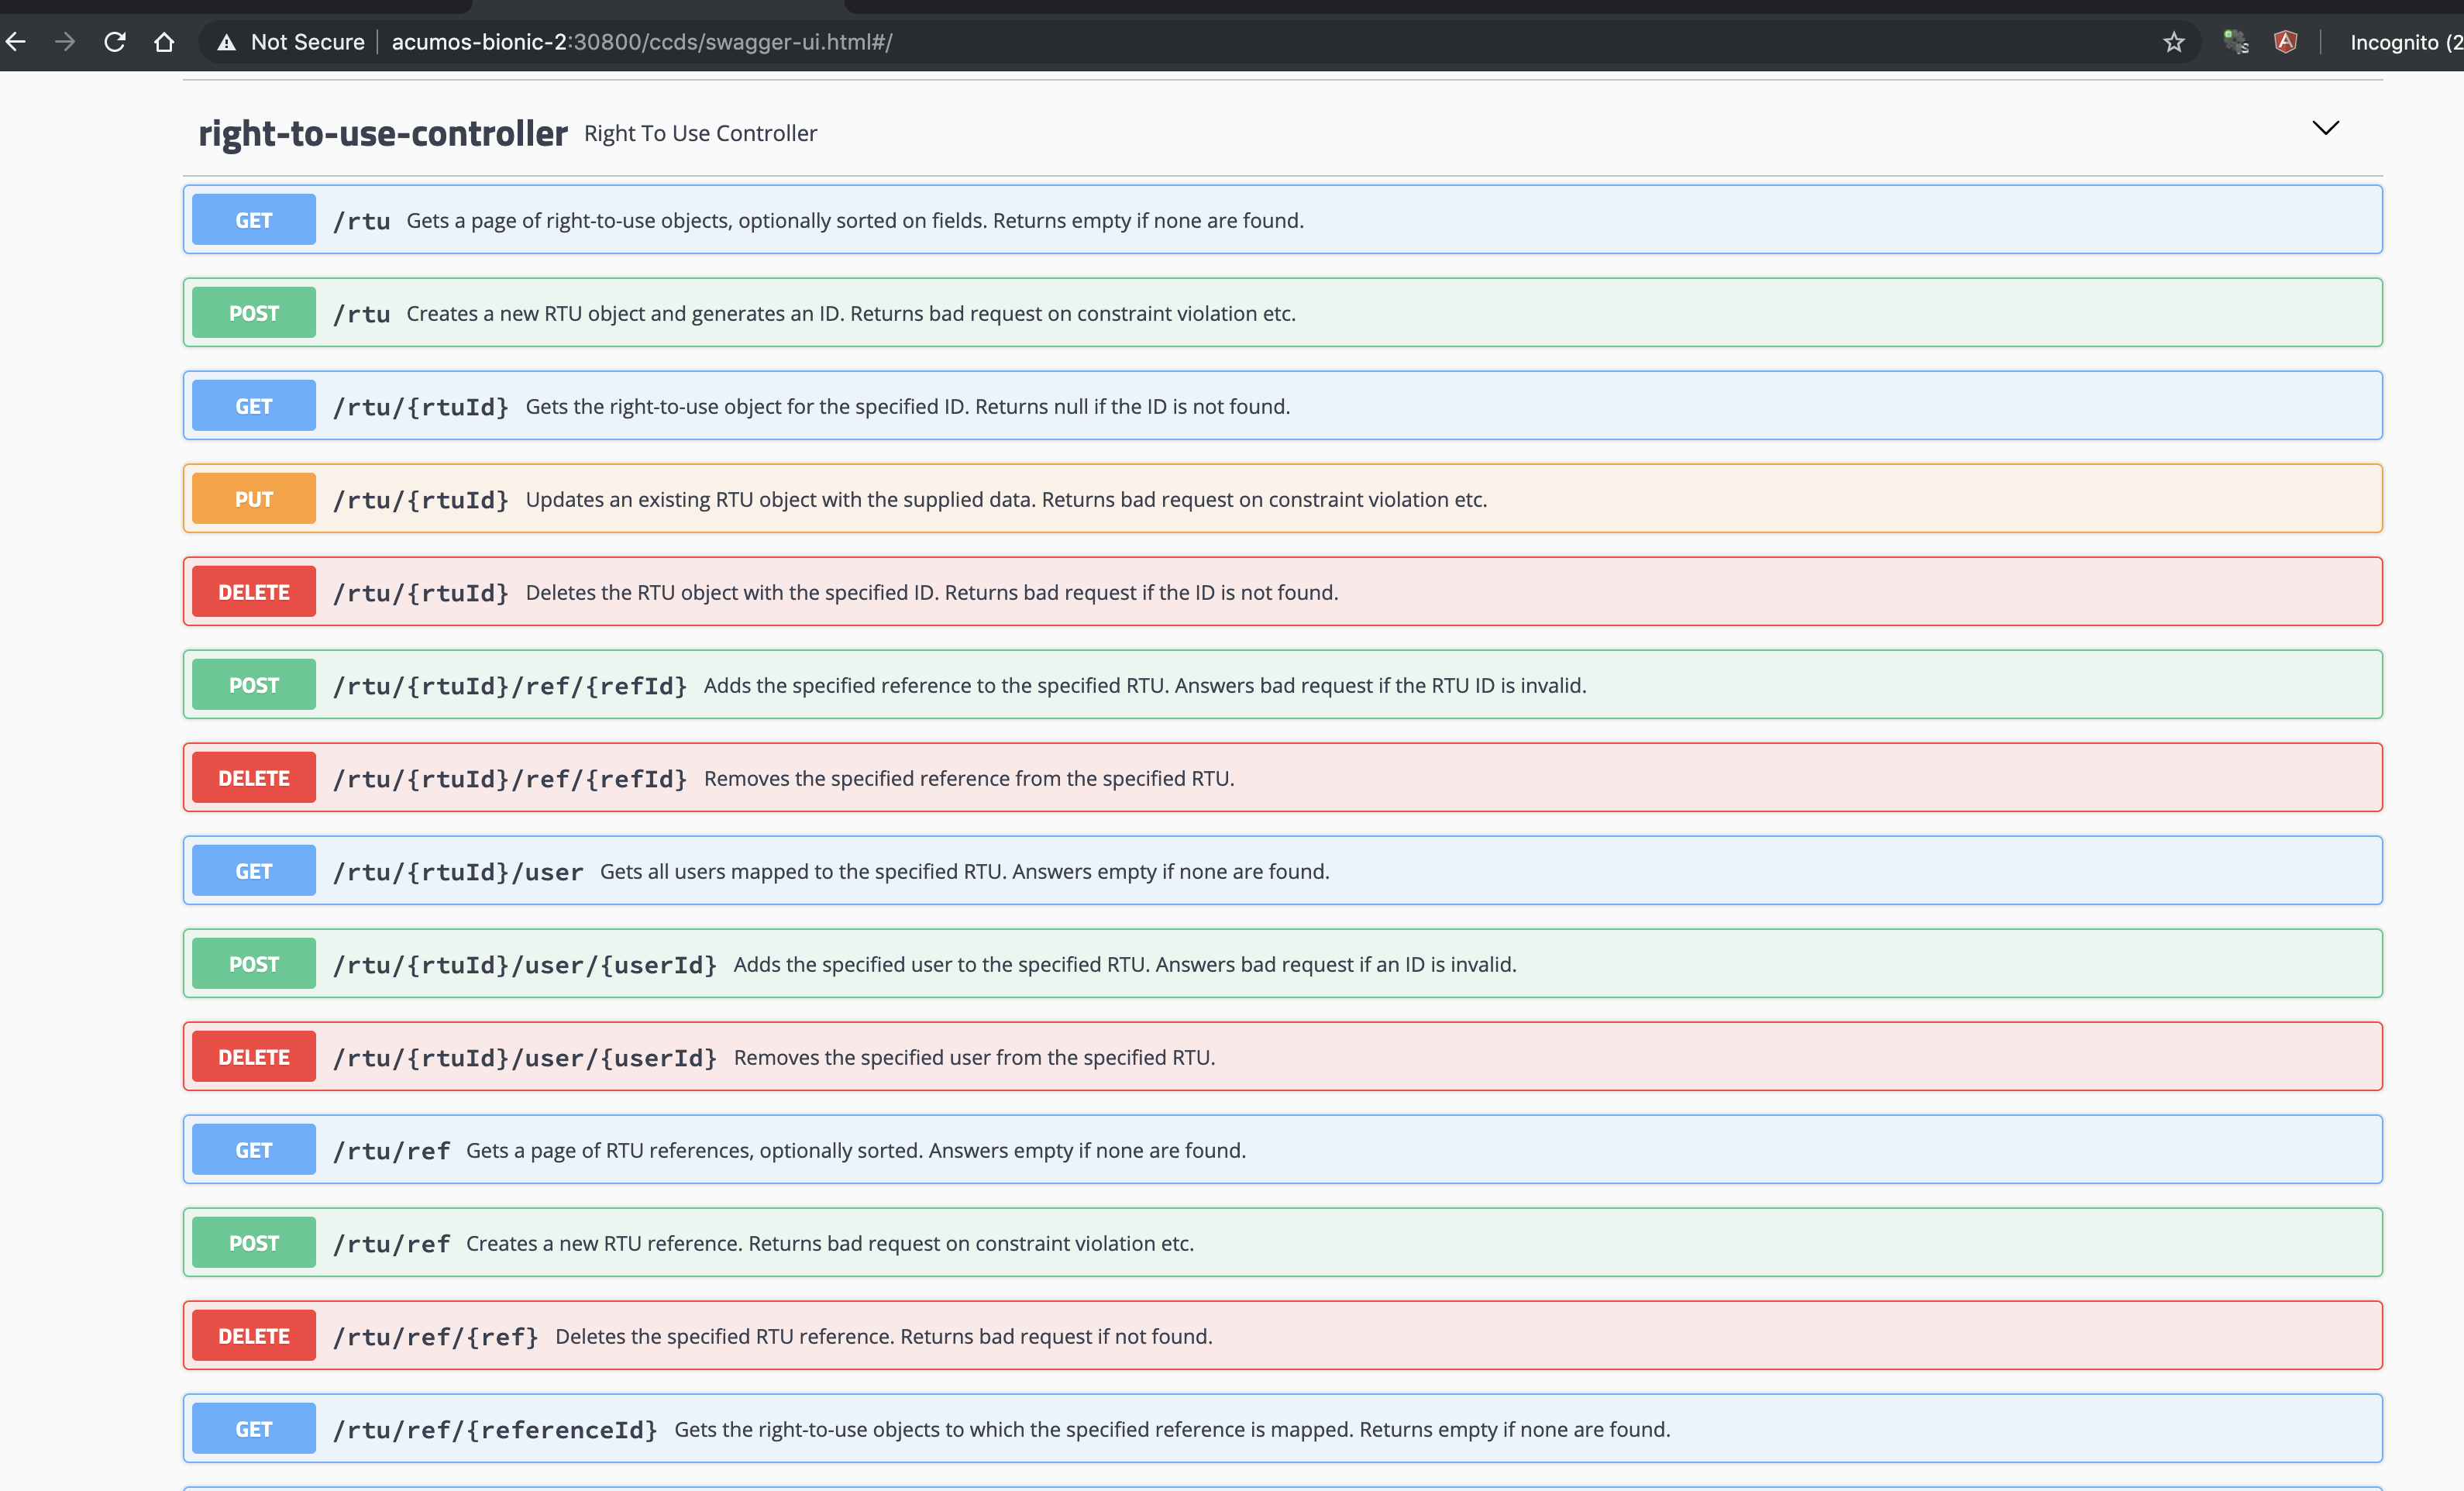 Not Secure acumos-bionic-2:30800/ccds/swagger-ui.html#/ Incognito (2
right-to-use-controller Right To Use Controller
GET /rtu Gets a page of right-to-use objects, optionally sorted on fields. Returns empty if none are found.
POST /rtu Creates a new RTU object and generates an ID. Returns bad request on constraint violation etc.
GET /rtu/{rtuId} Gets the right-to-use object for the specified ID. Returns null if the ID is not found.
PUT /rtu/{rtuId} Updates an existing RTU object with the supplied data. Returns bad request on constraint violation etc.
DELETE /rtu/{rtuId} Deletes the RTU object with the specified ID. Returns bad request if the ID is not found.
POST /rtu/{rtuId}/ref/{refId} Adds the specified reference to the specified RTU. Answers bad request if the RTU ID is invalid.
DELETE /rtu/{rtuId}/ref/{refId} Removes the specified reference from the specified RTU.
GET /rtu/{rtuId}/user Gets all users mapped to the specified RTU. Answers empty if none are found.
POST /rtu/{rtuId}/user/{userId} Adds the specified user to the specified RTU. Answers bad request if an ID is invalid.
DELETE /rtu/{rtuId}/user/{userId} Removes the specified user from the specified RTU.
GET /rtu/ref Gets a page of RTU references, optionally sorted. Answers empty if none are found.
POST /rtu/ref Creates a new RTU reference. Returns bad request on constraint violation etc.
DELETE /rtu/ref/{ref} Deletes the specified RTU reference. Returns bad request if not found.
GET /rtu/ref/{referenceId} Gets the right-to-use objects to which the specified reference is mapped. Returns empty if none are found.